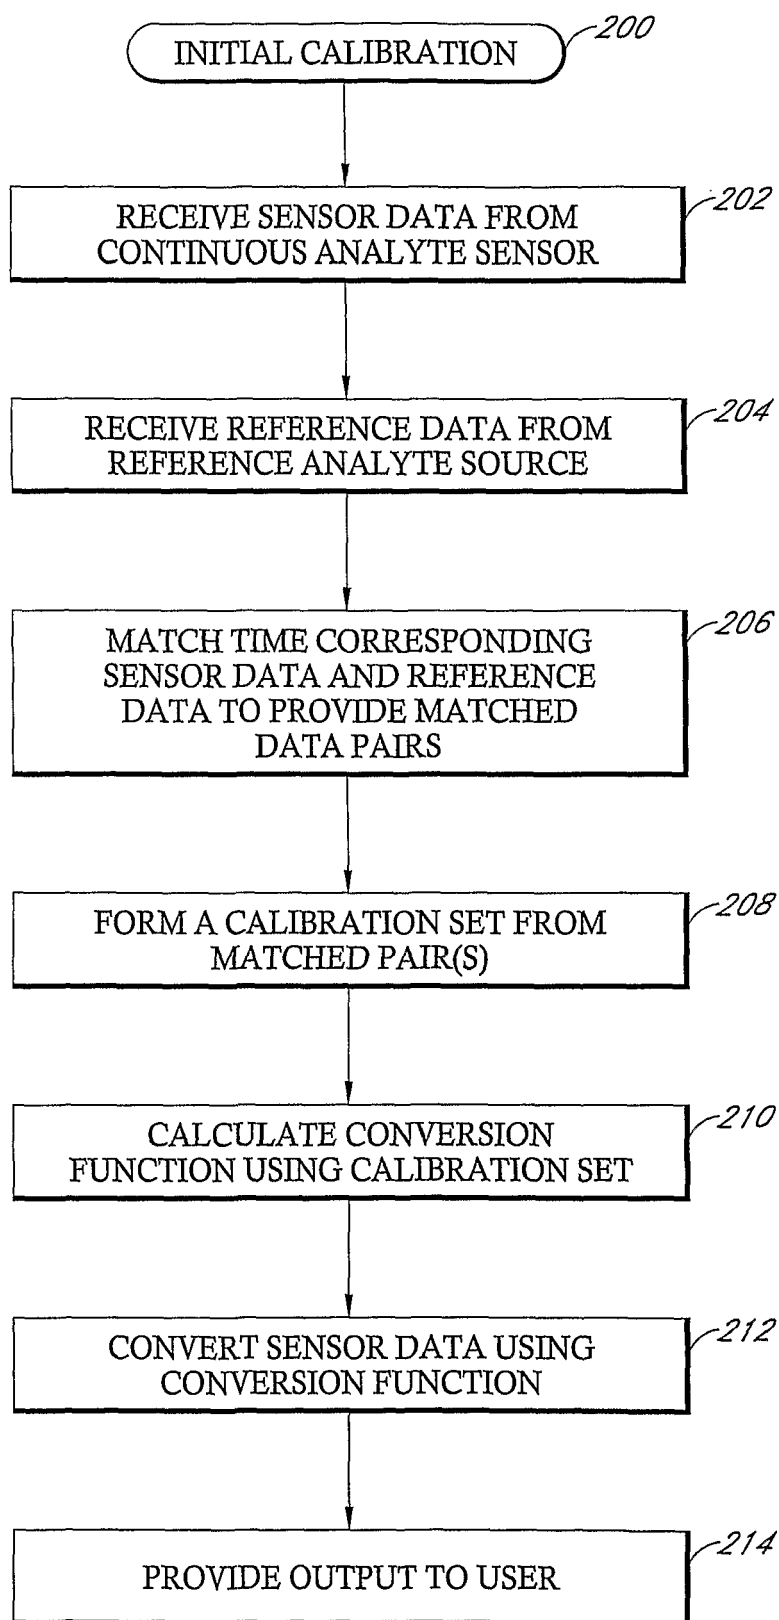 INITIAL CALIBRATION
200
RECEIVE SENSOR DATA FROM
CONTINUOUS ANALYTE SENSOR
202
RECEIVE REFERENCE DATA FROM
REFERENCE ANALYTE SOURCE
204
MATCH TIME CORRESPONDING
SENSOR DATA AND REFERENCE
DATA TO PROVIDE MATCHED
DATA PAIRS
206
FORM A CALIBRATION SET FROM
MATCHED PAIR(S)
208
CALCULATE CONVERSION
FUNCTION USING CALIBRATION SET
210
CONVERT SENSOR DATA USING
CONVERSION FUNCTION
212
PROVIDE OUTPUT TO USER
214